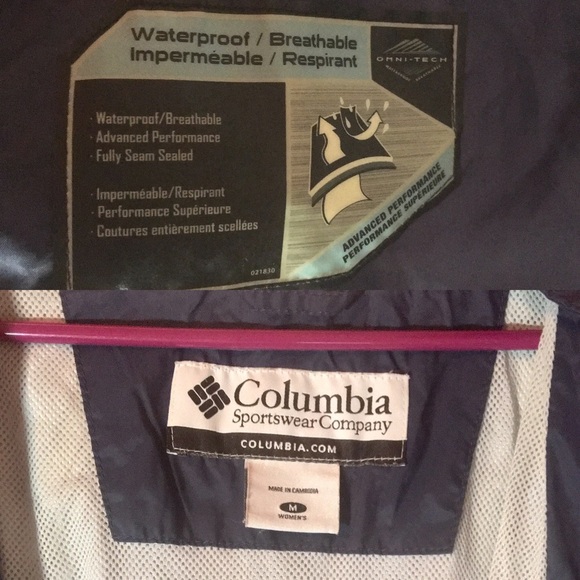 Waterproof / Breathable
Imperméable / Respirant
OMNI-TECH
· Waterproof/Breathable
· Advanced Performance
· Fully Seam Sealed
· Imperméable/Respirant
· Performance Supérieure
· Coutures entièrement scellées
ADVANCED PERFORMANCE
PERFORMANCE SUPÉRIEURE
021830
Columbia
Sportswear Company
COLUMBIA.COM
MADE IN CAMBODIA
M
WOMEN'S